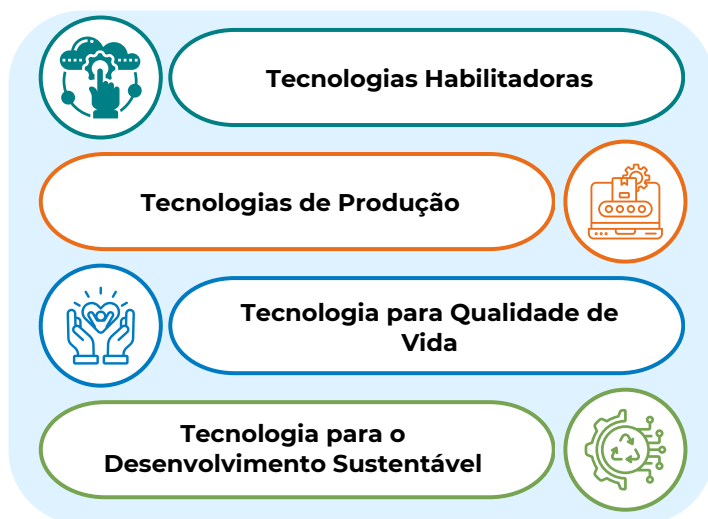 Tecnologias Habilitadoras
Tecnologias de Produção
Tecnologia para Qualidade de
Vida
Tecnologia para o
Desenvolvimento Sustentável